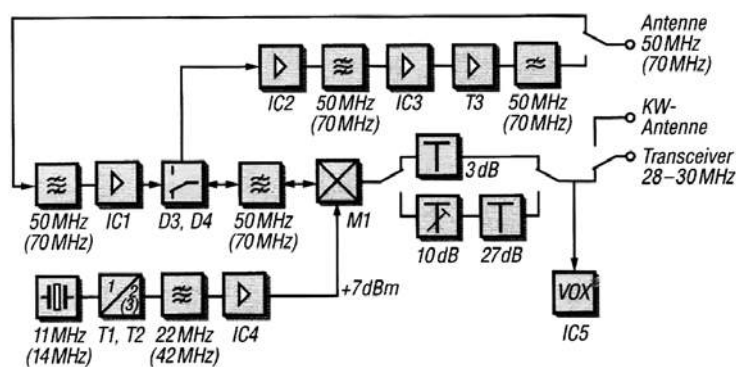 Antenne
50 MHz
(70 MHz)
IC2
50 MHz
(70 MHz)
IC3
T3
50 MHz
(70 MHz)
KW-
Antenne
Transceiver
28–30 MHz
3 dB
50 MHz
(70 MHz)
IC1
D3, D4
50 MHz
(70 MHz)
M1
10 dB
27 dB
+7 dBm
VOX
IC5
11 MHz
(14 MHz)
1
2
(3)
T1, T2
22 MHz
(42 MHz)
IC4